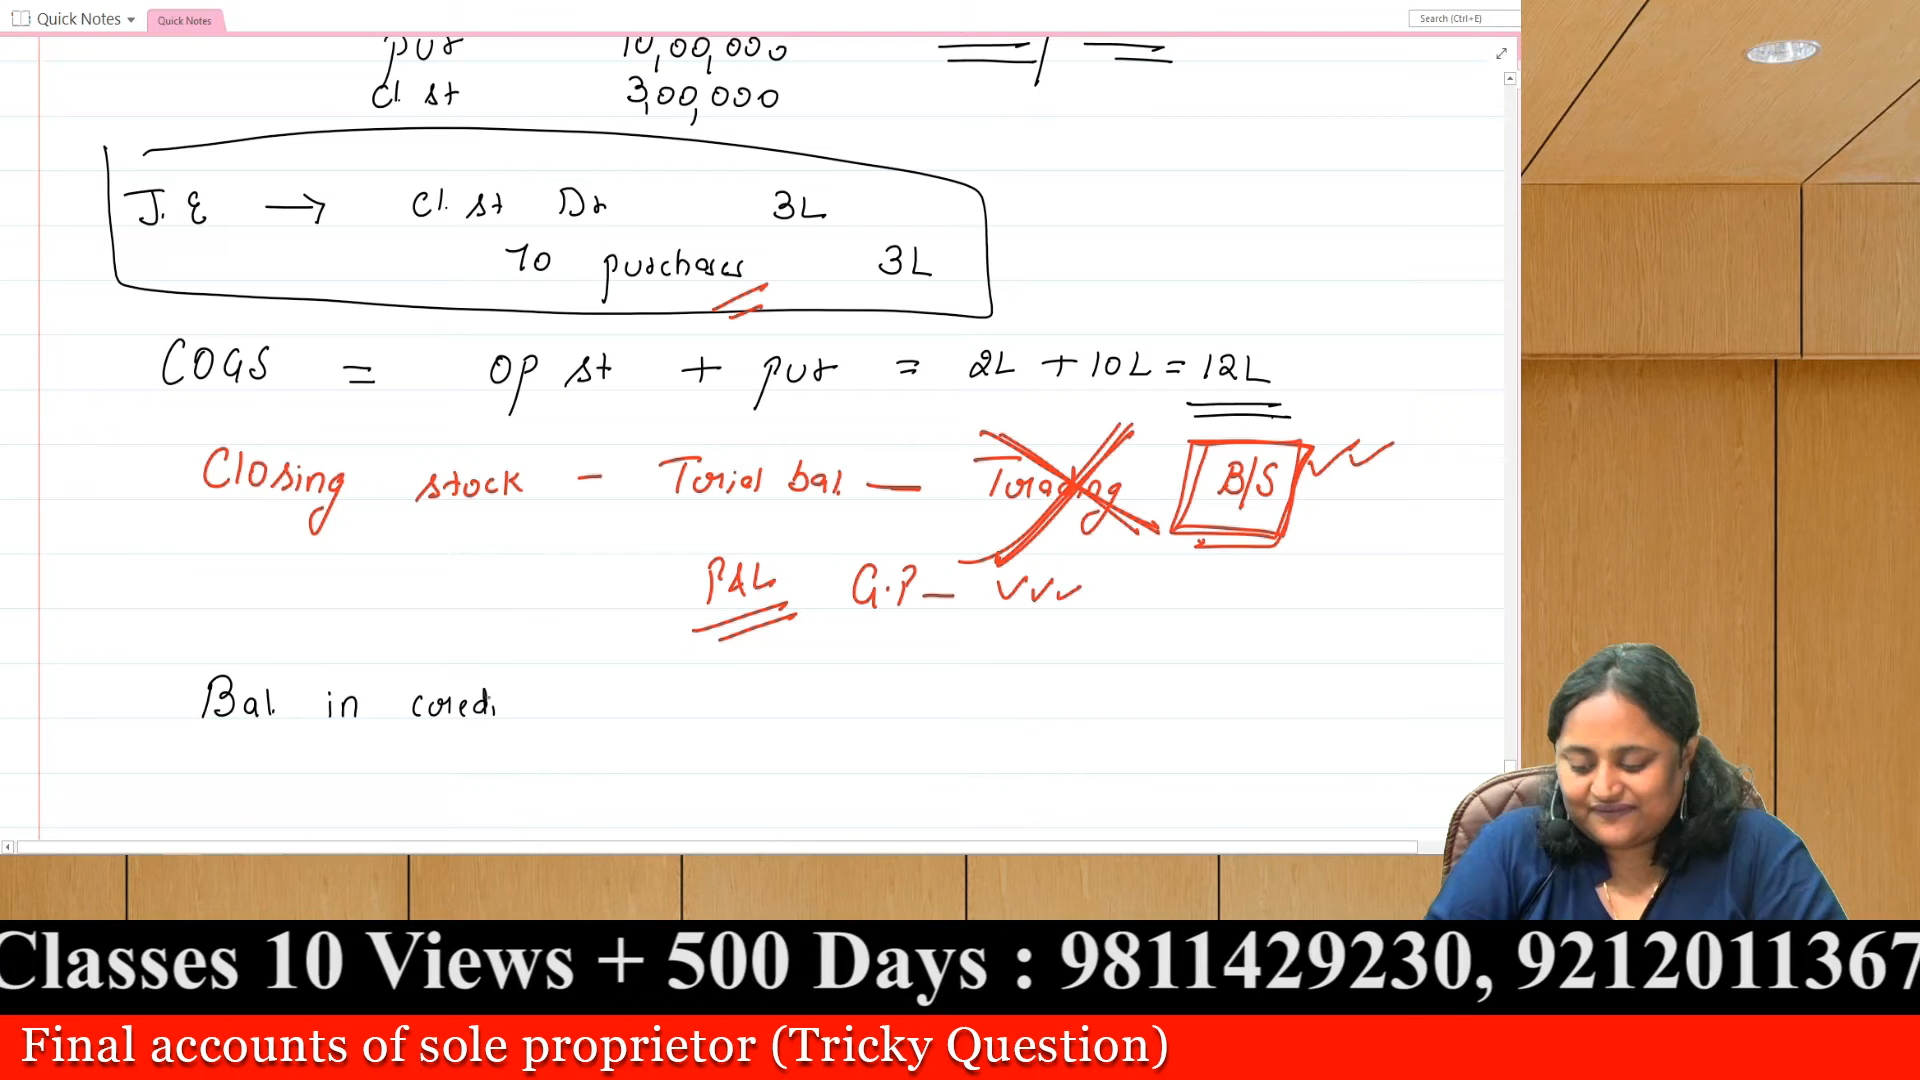 Quick Notes
Quick Notes
Search (Ctrl+E)
pur 10,00,000
cl. st 3,00,000
J.E → cl. st Dr 3L
To purchases 3L
COGS = OP st + pur = 2L + 10L = 12L
Closing stock - Trial bal — Trading B/S
P&L G.P —
Bal. in credi
Classes 10 Views + 500 Days : 9811429230, 9212011367
Final accounts of sole proprietor (Tricky Question)